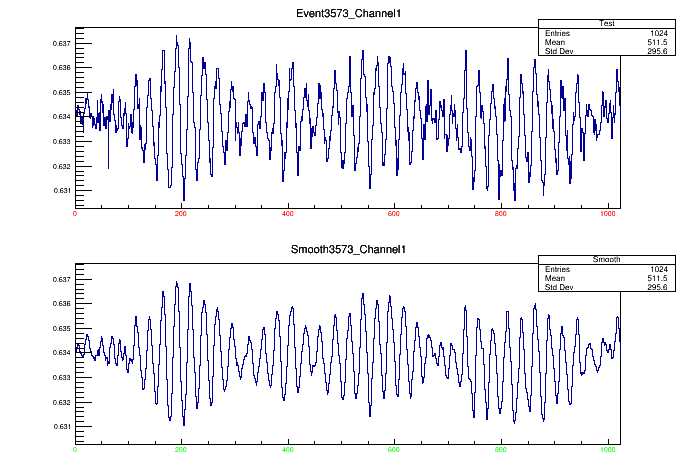 Event3573_Channel1
Test
Entries 1024
Mean 511.5
Std Dev 295.6
0.637
0.636
0.635
0.634
0.633
0.632
0.631
0 200 400 600 800 1000
Smooth3573_Channel1
Smooth
Entries 1024
Mean 511.5
Std Dev 295.6
0.637
0.636
0.635
0.634
0.633
0.632
0.631
0 200 400 600 800 1000